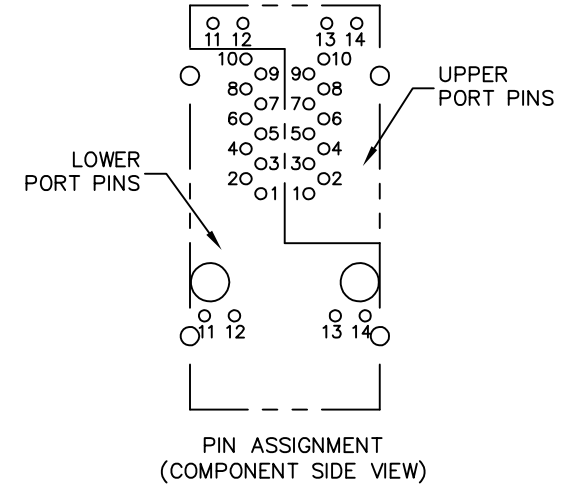 11 12 13 14
10 10
9 9
UPPER
PORT PINS
8 8
7 7
6 6
5 5
4 4
LOWER
PORT PINS
3 3
2 2
1 1
11 12 13 14
PIN ASSIGNMENT
(COMPONENT SIDE VIEW)